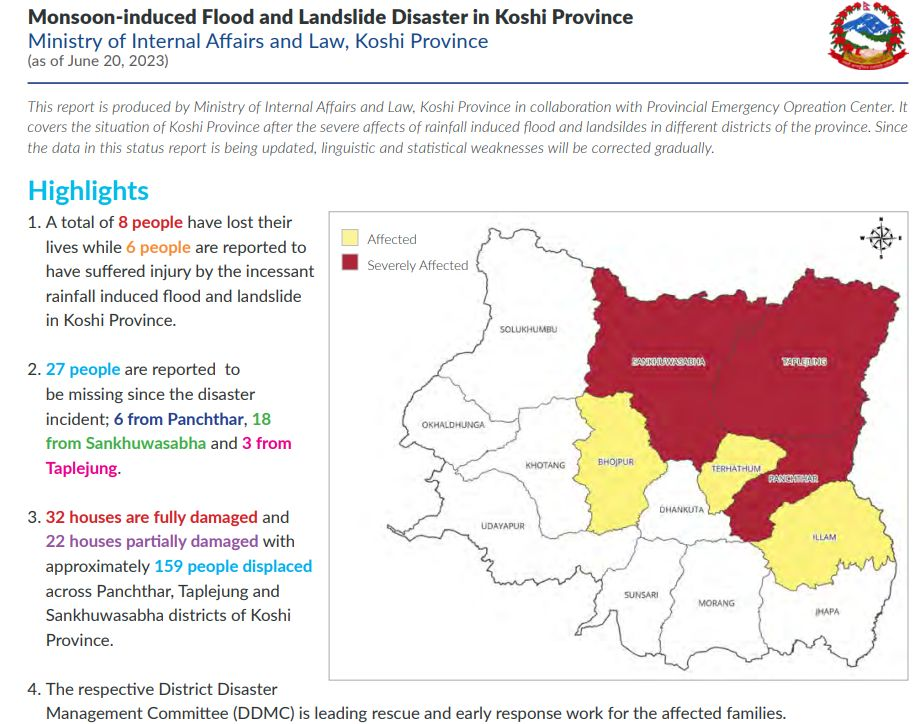 Monsoon-induced Flood and Landslide Disaster in Koshi Province
Ministry of Internal Affairs and Law, Koshi Province
(as of June 20, 2023)
This report is produced by Ministry of Internal Affairs and Law, Koshi Province in collaboration with Provincial Emergency Opreation Center. It
covers the situation of Koshi Province after the severe affects of rainfall induced flood and landsildes in different districts of the province. Since
the data in this status report is being updated, linguistic and statistical weaknesses will be corrected gradually.
Highlights
1. A total of 8 people have lost their
lives while 6 people are reported to
have suffered injury by the incessant
rainfall induced flood and landslide
in Koshi Province.
2. 27 people are reported to
be missing since the disaster
incident; 6 from Panchthar, 18
from Sankhuwasabha and 3 from
Taplejung.
3. 32 houses are fully damaged and
22 houses partially damaged with
approximately 159 people displaced
across Panchthar, Taplejung and
Sankhuwasabha districts of Koshi
Province.
4. The respective District Disaster
Management Committee (DDMC) is leading rescue and early response work for the affected families.
Affected
Severely Affected
N
W
E
S
SOLUKHUMBU
SANKHUWASABHA
TAPLEJUNG
OKHALDHUNGA
KHOTANG
BHOJPUR
TERHATHUM
PANCHTHAR
DHANKUTA
UDAYAPUR
ILLAM
SUNSARI
MORANG
JHAPA